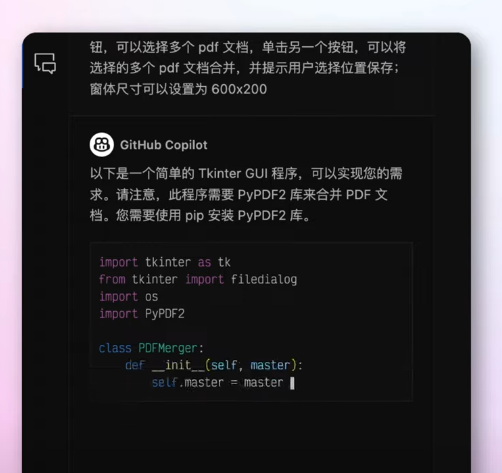 钮，可以选择多个 pdf 文档，单击另一个按钮，可以将
选择的多个 pdf 文档合并，并提示用户选择位置保存；
窗体尺寸可以设置为 600x200
GitHub Copilot
以下是一个简单的 Tkinter GUI 程序，可以实现您的需
求。请注意，此程序需要 PyPDF2 库来合并 PDF 文
档。您需要使用 pip 安装 PyPDF2 库。
import tkinter as tk
from tkinter import filedialog
import os
import PyPDF2
class PDFMerger:
    def __init__(self, master):
        self.master = master